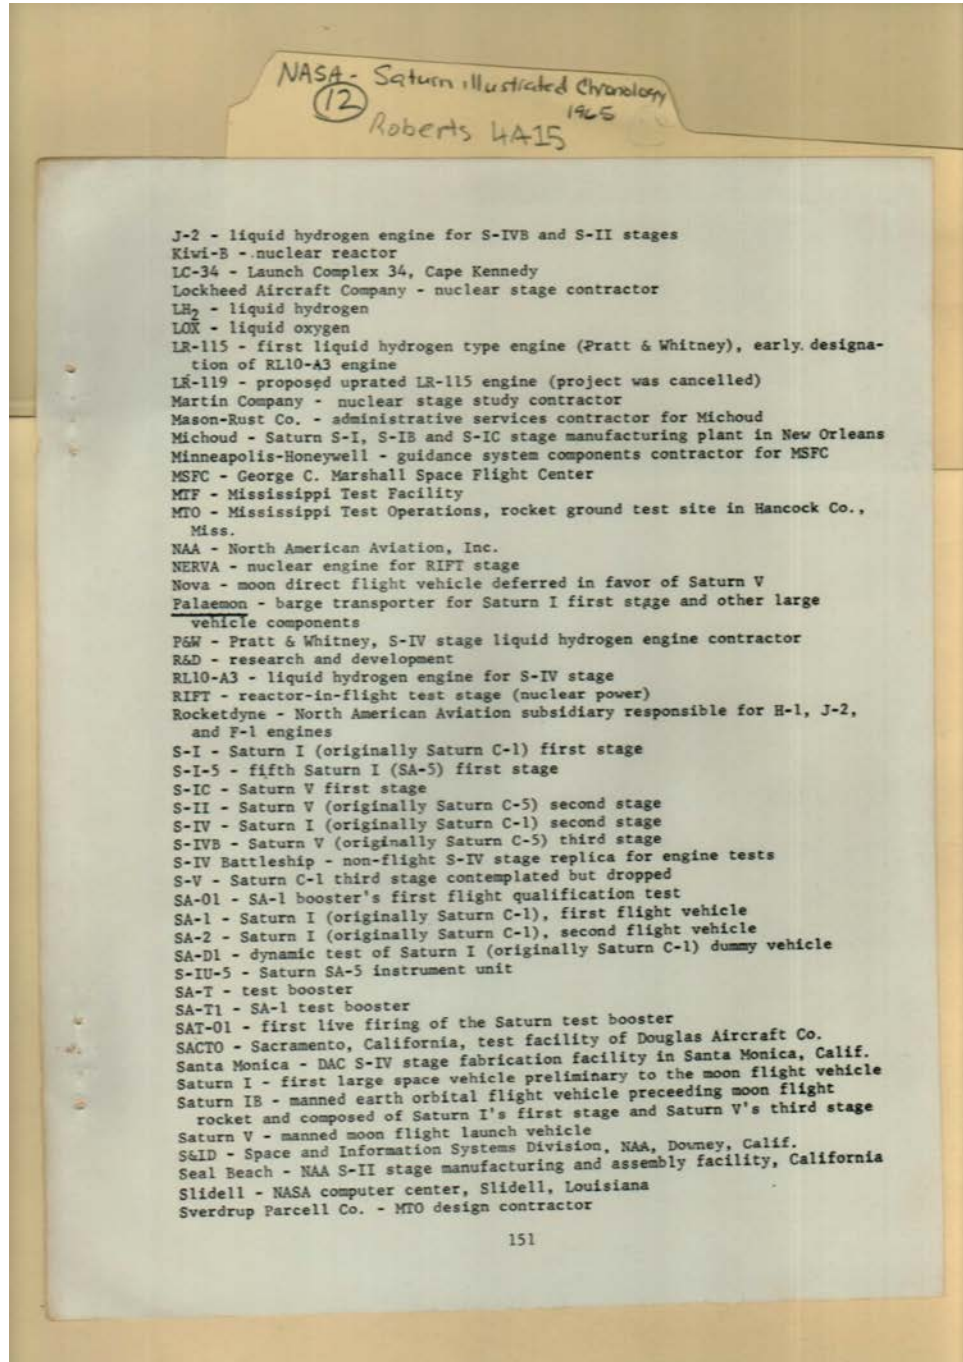 NASA - Saturn illustrated Chronology
12
1965
Roberts 4A15
J-2 - liquid hydrogen engine for S-IVB and S-II stages
Kiwi-B - nuclear reactor
LC-34 - Launch Complex 34, Cape Kennedy
Lockheed Aircraft Company - nuclear stage contractor
LH2 - liquid hydrogen
LOX - liquid oxygen
LR-115 - first liquid hydrogen type engine (Pratt & Whitney), early designa-
tion of RL10-A3 engine
LR-119 - proposed uprated LR-115 engine (project was cancelled)
Martin Company - nuclear stage study contractor
Mason-Rust Co. - administrative services contractor for Michoud
Michoud - Saturn S-I, S-IB and S-IC stage manufacturing plant in New Orleans
Minneapolis-Honeywell - guidance system components contractor for MSFC
MSFC - George C. Marshall Space Flight Center
MTF - Mississippi Test Facility
MTO - Mississippi Test Operations, rocket ground test site in Hancock Co.,
Miss.
NAA - North American Aviation, Inc.
NERVA - nuclear engine for RIFT stage
Nova - moon direct flight vehicle deferred in favor of Saturn V
Palaemon - barge transporter for Saturn I first stage and other large
vehicle components
P&W - Pratt & Whitney, S-IV stage liquid hydrogen engine contractor
R&D - research and development
RL10-A3 - liquid hydrogen engine for S-IV stage
RIFT - reactor-in-flight test stage (nuclear power)
Rocketdyne - North American Aviation subsidiary responsible for H-1, J-2,
and F-1 engines
S-I - Saturn I (originally Saturn C-1) first stage
S-I-5 - fifth Saturn I (SA-5) first stage
S-IC - Saturn V first stage
S-II - Saturn V (originally Saturn C-5) second stage
S-IV - Saturn I (originally Saturn C-1) second stage
S-IVB - Saturn V (originally Saturn C-5) third stage
S-IV Battleship - non-flight S-IV stage replica for engine tests
S-V - Saturn C-1 third stage contemplated but dropped
SA-01 - SA-1 booster's first flight qualification test
SA-1 - Saturn I (originally Saturn C-1), first flight vehicle
SA-2 - Saturn I (originally Saturn C-1), second flight vehicle
SA-D1 - dynamic test of Saturn I (originally Saturn C-1) dummy vehicle
S-IU-5 - Saturn SA-5 instrument unit
SA-T - test booster
SA-T1 - SA-1 test booster
SAT-01 - first live firing of the Saturn test booster
SACTO - Sacramento, California, test facility of Douglas Aircraft Co.
Santa Monica - DAC S-IV stage fabrication facility in Santa Monica, Calif.
Saturn I - first large space vehicle preliminary to the moon flight vehicle
Saturn IB - manned earth orbital flight vehicle preceeding moon flight
rocket and composed of Saturn I's first stage and Saturn V's third stage
Saturn V - manned moon flight launch vehicle
S&ID - Space and Information Systems Division, NAA, Downey, Calif.
Seal Beach - NAA S-II stage manufacturing and assembly facility, California
Slidell - NASA computer center, Slidell, Louisiana
Sverdrup Parcell Co. - MTO design contractor
151